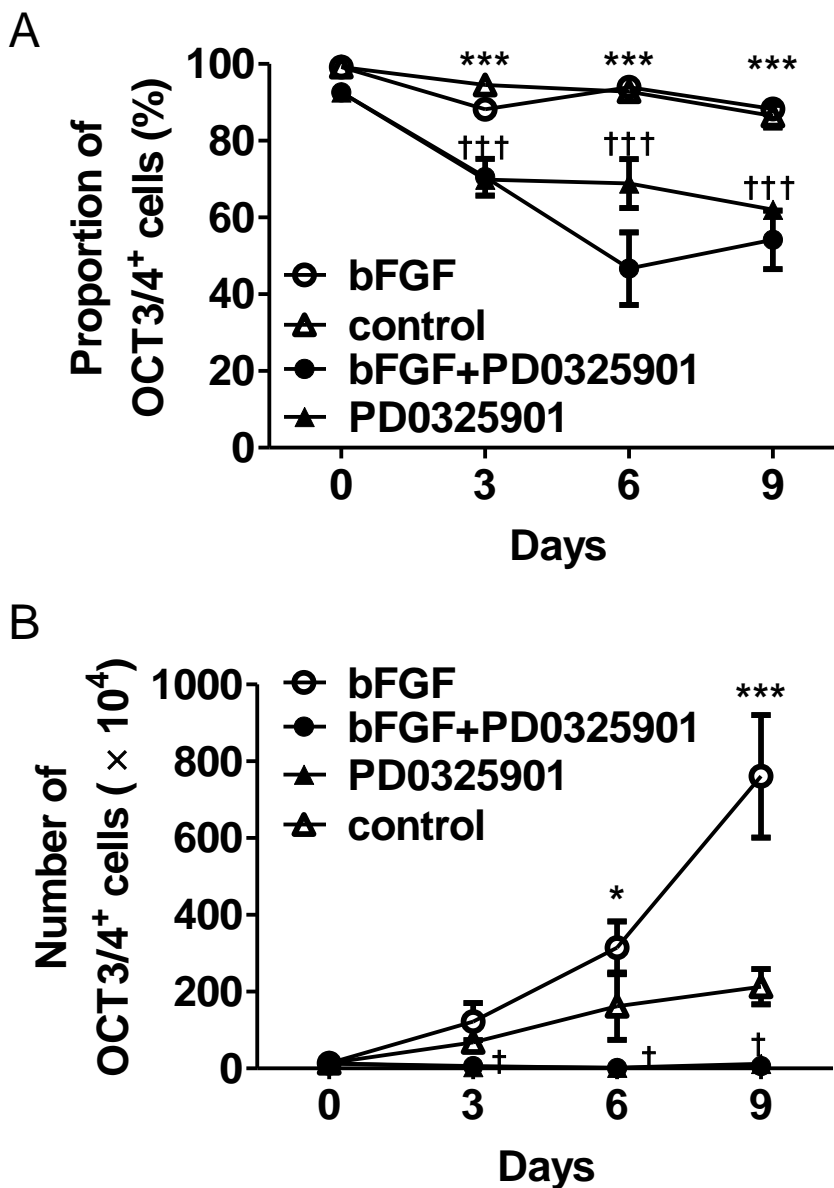 A
Proportion of
OCT3/4⁺ cells (%)
100
80
60
40
20
0
*** *** ***
††† ††† †††
bFGF
control
bFGF+PD0325901
PD0325901
0 3 6 9
Days
B
Number of
OCT3/4⁺ cells ( × 10⁴)
1000
800
600
400
200
0
bFGF
bFGF+PD0325901
PD0325901
control
***
*
† † †
0 3 6 9
Days